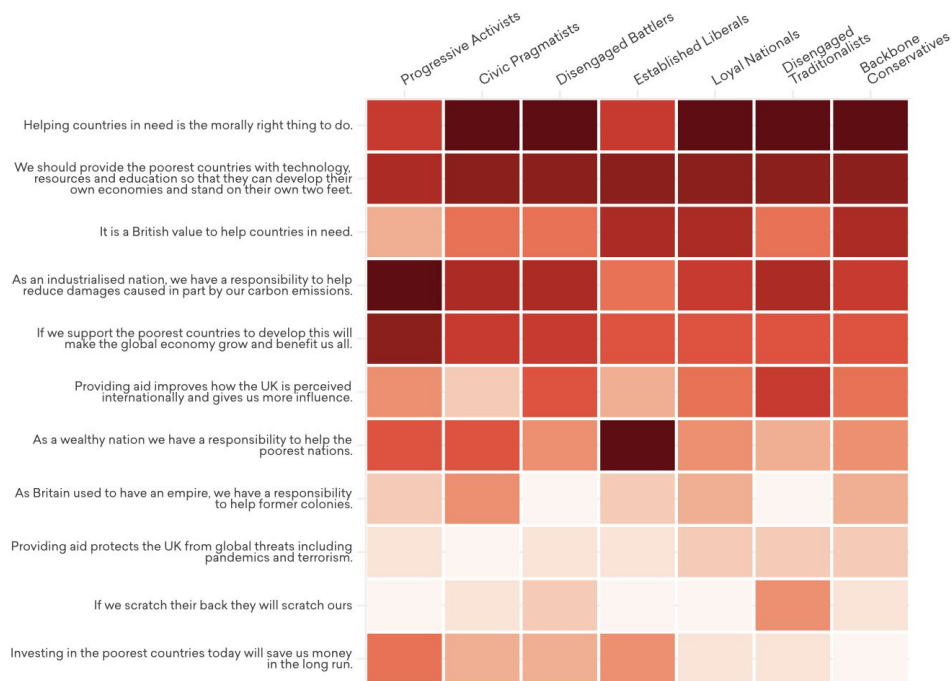 Progressive Activists
Civic Pragmatists
Disengaged Battlers
Established Liberals
Loyal Nationals
Disengaged
Traditionalists
Backbone
Conservatives
Helping countries in need is the morally right thing to do.
We should provide the poorest countries with technology,
resources and education so that they can develop their
own economies and stand on their own two feet.
It is a British value to help countries in need.
As an industrialised nation, we have a responsibility to help
reduce damages caused in part by our carbon emissions.
If we support the poorest countries to develop this will
make the global economy grow and benefit us all.
Providing aid improves how the UK is perceived
internationally and gives us more influence.
As a wealthy nation we have a responsibility to help the
poorest nations.
As Britain used to have an empire, we have a responsibility
to help former colonies.
Providing aid protects the UK from global threats including
pandemics and terrorism.
If we scratch their back they will scratch ours
Investing in the poorest countries today will save us money
in the long run.